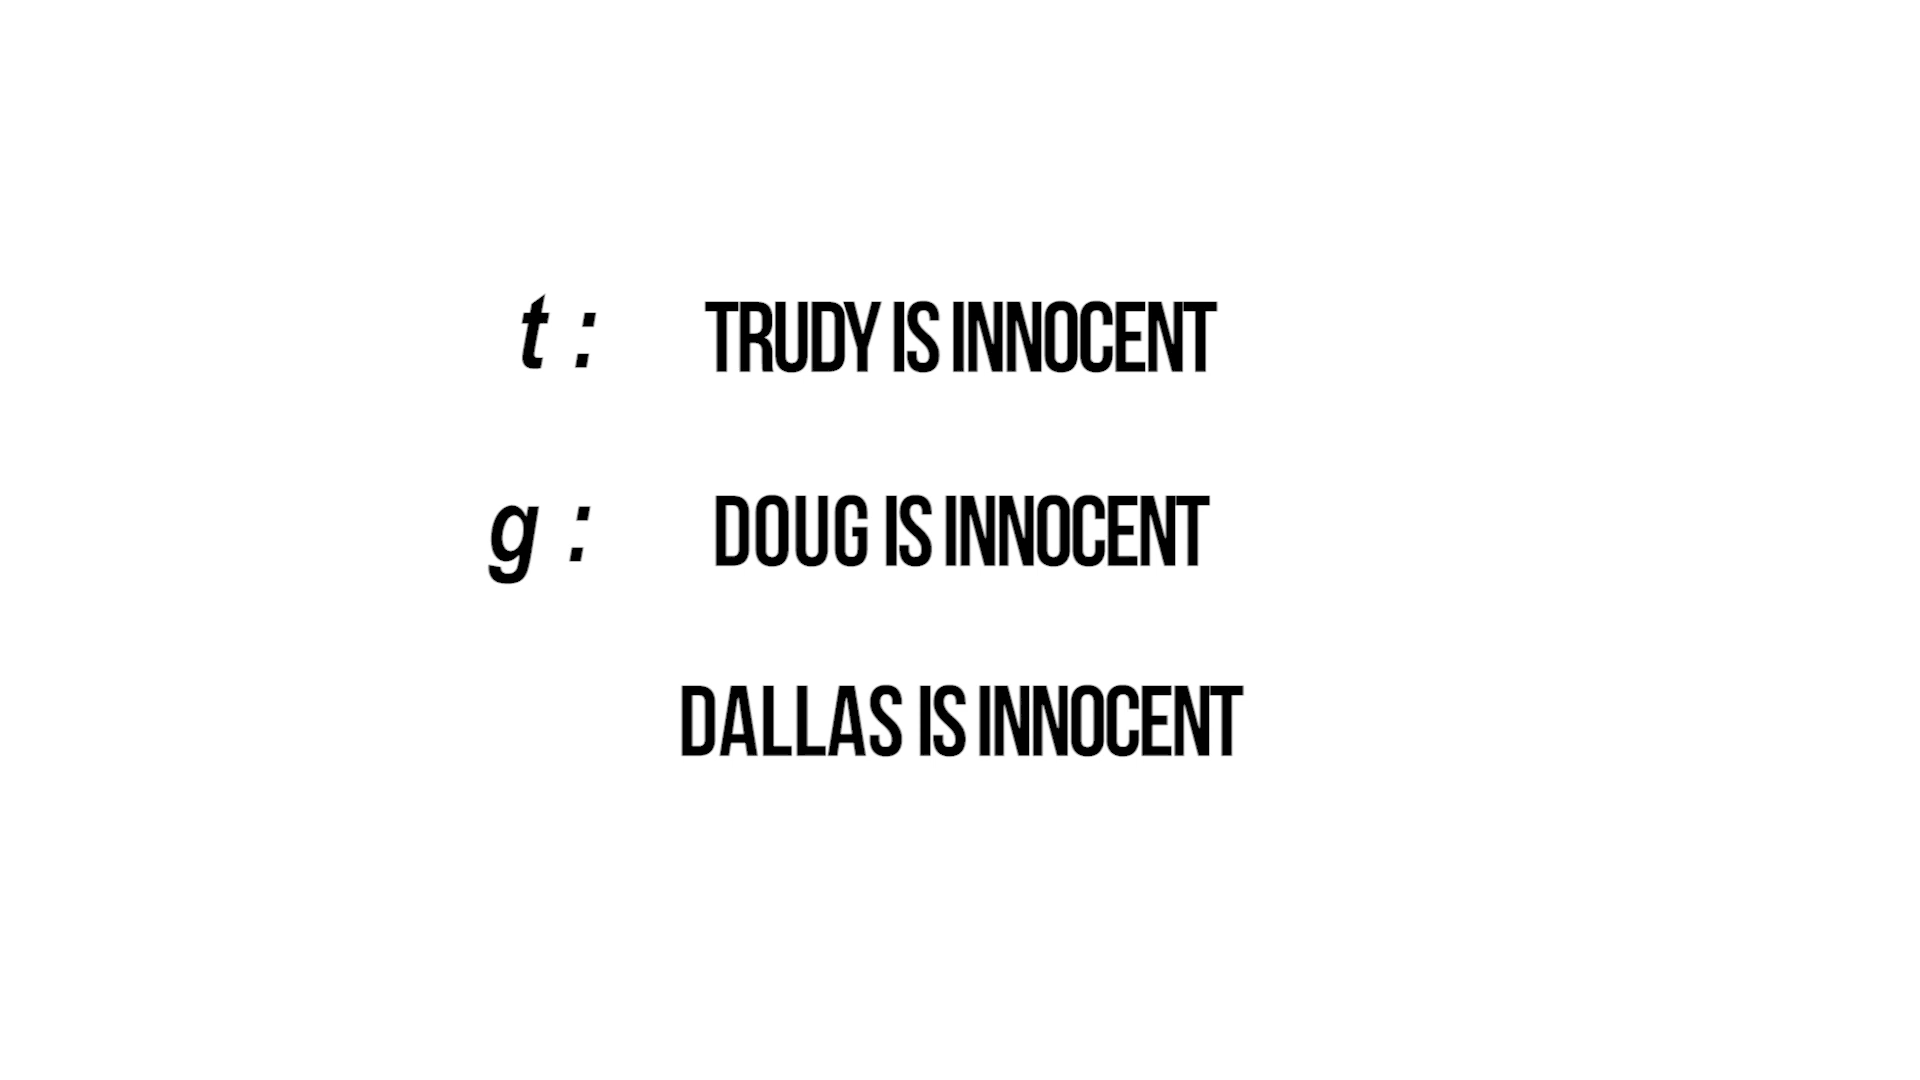 t : TRUDY IS INNOCENT
g : DOUG IS INNOCENT
DALLAS IS INNOCENT